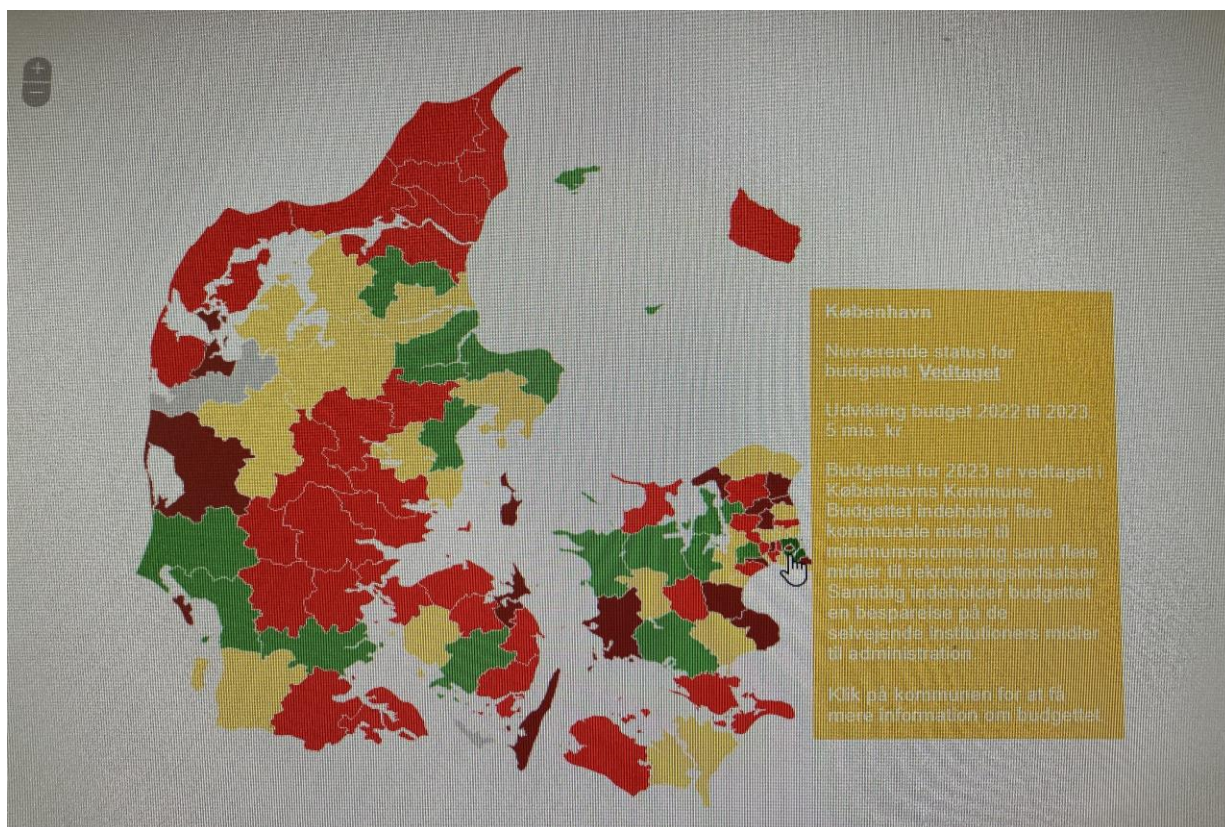 +
−
København
Nuværende status for
budgettet: Vedtaget
Udvikling budget 2022 til 2023:
5 mio. kr
Budgettet for 2023 er vedtaget i
Københavns Kommune.
Budgettet indeholder flere
kommunale midler til
minimumsnormering samt flere
midler til rekrutteringsindsatser.
Samtidig indeholder budgettet
en besparelse på de
selvejende institutioners midler
til administration.
Klik på kommunen for at få
mere information om budgettet